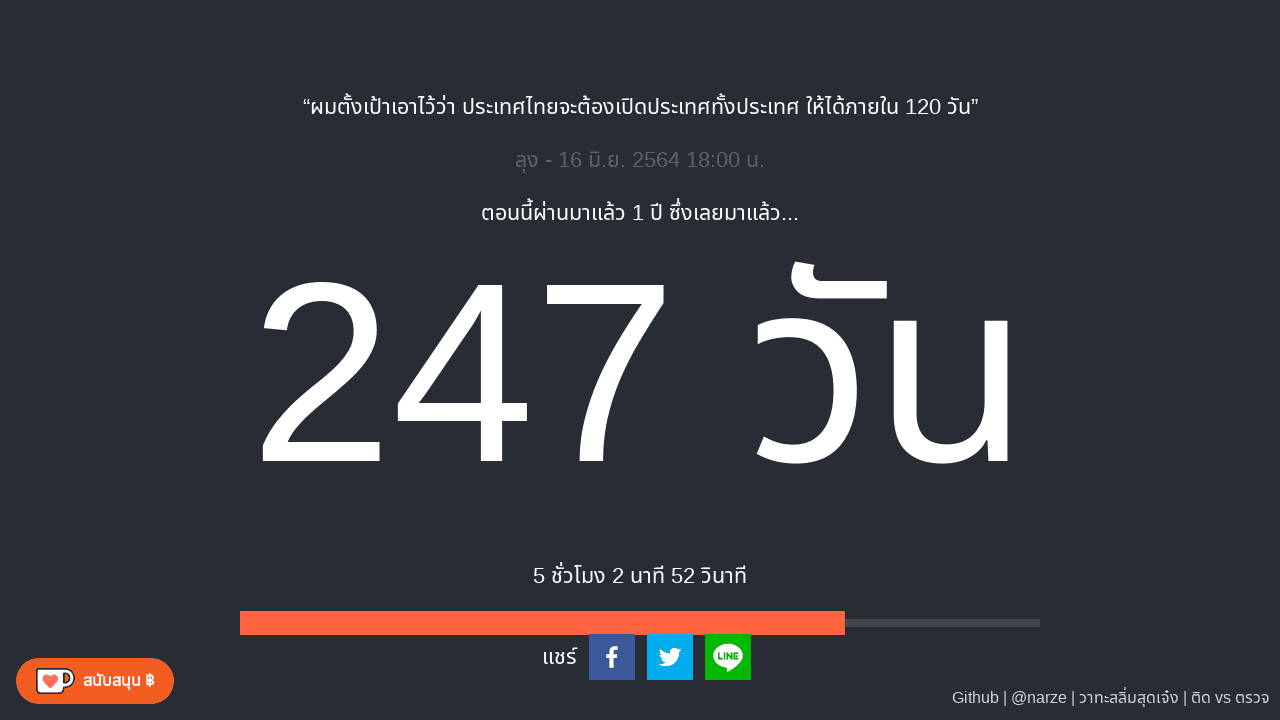 “ผมตั้งเป้าเอาไว้ว่า ประเทศไทยจะต้องเปิดประเทศทั้งประเทศ ให้ได้ภายใน 120 วัน”
ลุง - 16 มิ.ย. 2564 18:00 น.
ตอนนี้ผ่านมาแล้ว 1 ปี ซึ่งเลยมาแล้ว...
247 วัน
5 ชั่วโมง 2 นาที 52 วินาที
แชร์
LINE
สนับสนุน ฿
Github | @narze | วาทะสลิ่มสุดเจ๋ง | ติด vs ตรวจ